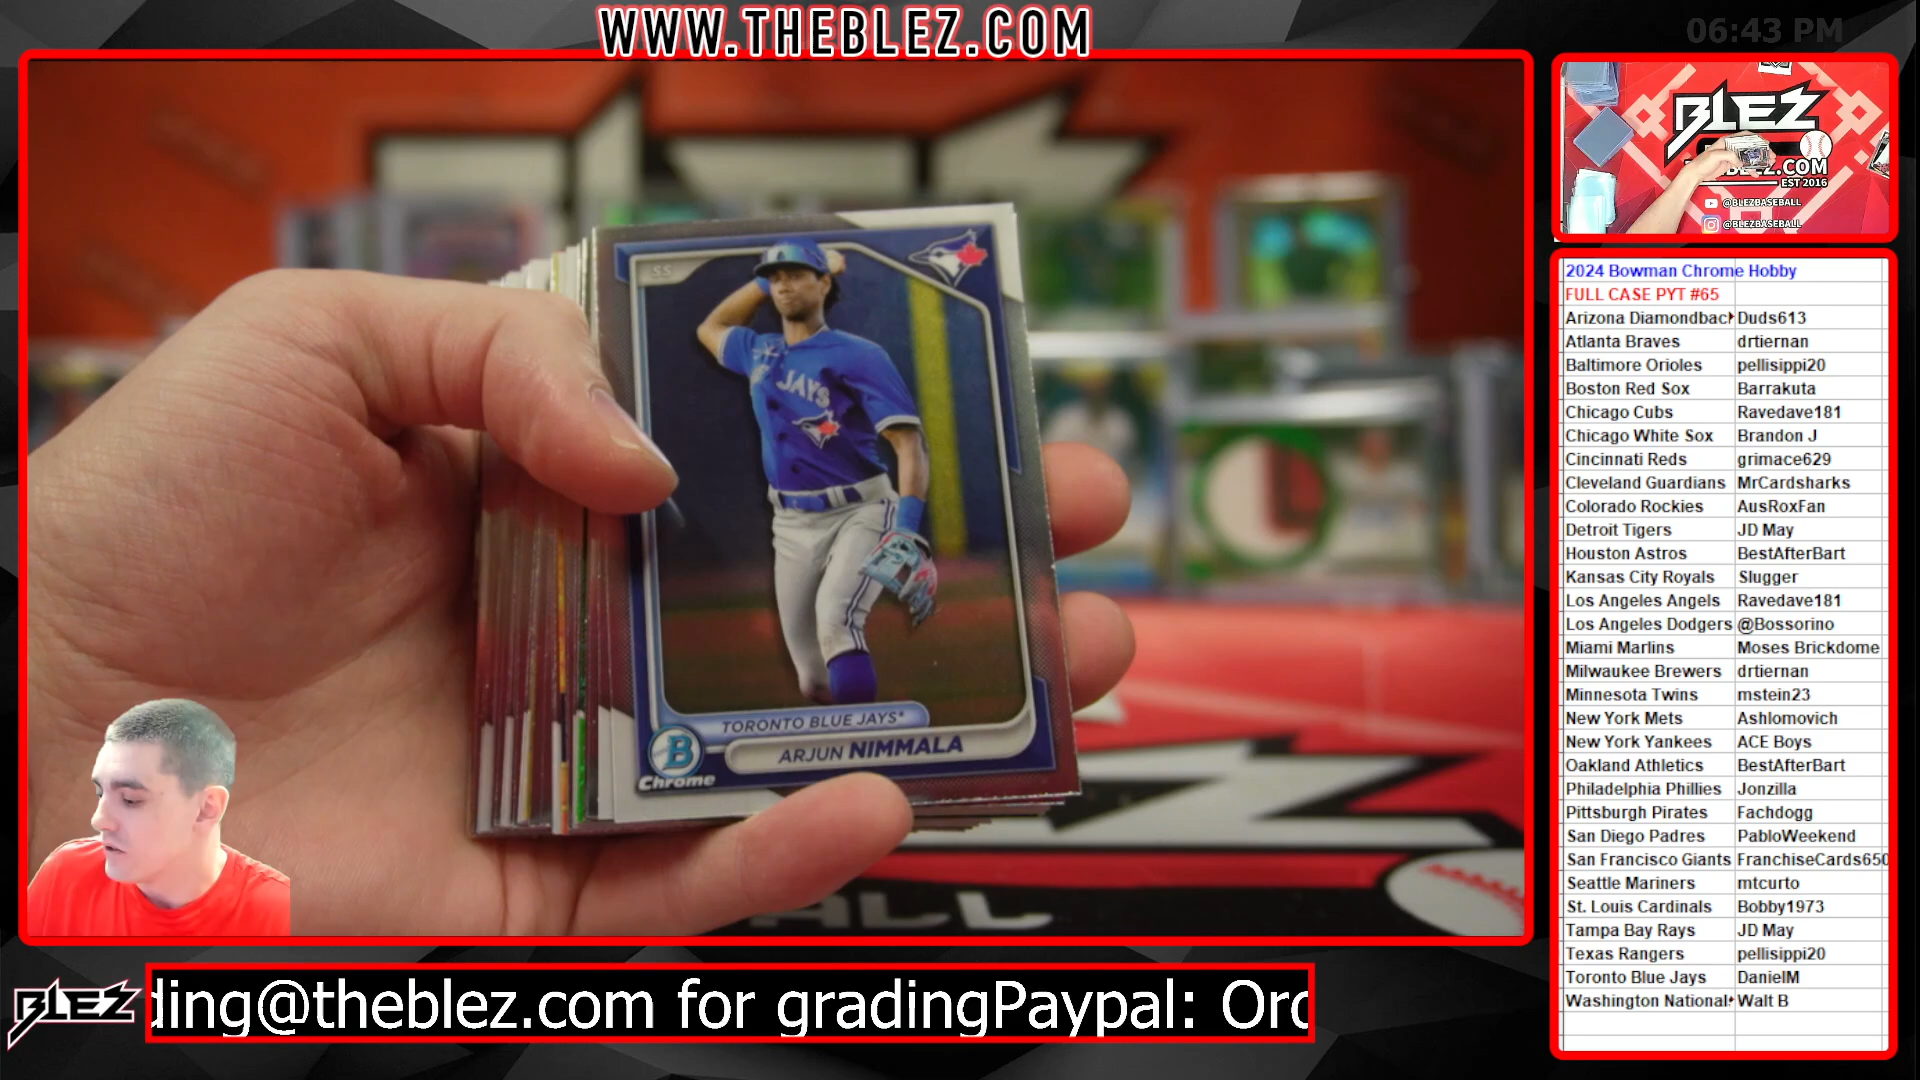 WWW.THEBLEZ.COM
06:43 PM
SS
JAYS
TORONTO BLUE JAYS*
ARJUN NIMMALA
B
Chrome
BLEZ
.COM
EST 2016
@BLEZBASEBALL
@BLEZBASEBALL
2024 Bowman Chrome Hobby
FULL CASE PYT #65
Arizona Diamondbac Duds613
Atlanta Braves drtiernan
Baltimore Orioles pellisippi20
Boston Red Sox Barrakuta
Chicago Cubs Ravedave181
Chicago White Sox Brandon J
Cincinnati Reds grimace629
Cleveland Guardians MrCardsharks
Colorado Rockies AusRoxFan
Detroit Tigers JD May
Houston Astros BestAfterBart
Kansas City Royals Slugger
Los Angeles Angels Ravedave181
Los Angeles Dodgers @Bossorino
Miami Marlins Moses Brickdome
Milwaukee Brewers drtiernan
Minnesota Twins mstein23
New York Mets Ashlomovich
New York Yankees ACE Boys
Oakland Athletics BestAfterBart
Philadelphia Phillies Jonzilla
Pittsburgh Pirates Fachdogg
San Diego Padres PabloWeekend
San Francisco Giants FranchiseCards650
Seattle Mariners mtcurto
St. Louis Cardinals Bobby1973
Tampa Bay Rays JD May
Texas Rangers pellisippi20
Toronto Blue Jays DanielM
Washington National Walt B
BLEZ
ding@theblez.com for gradingPaypal: Orc